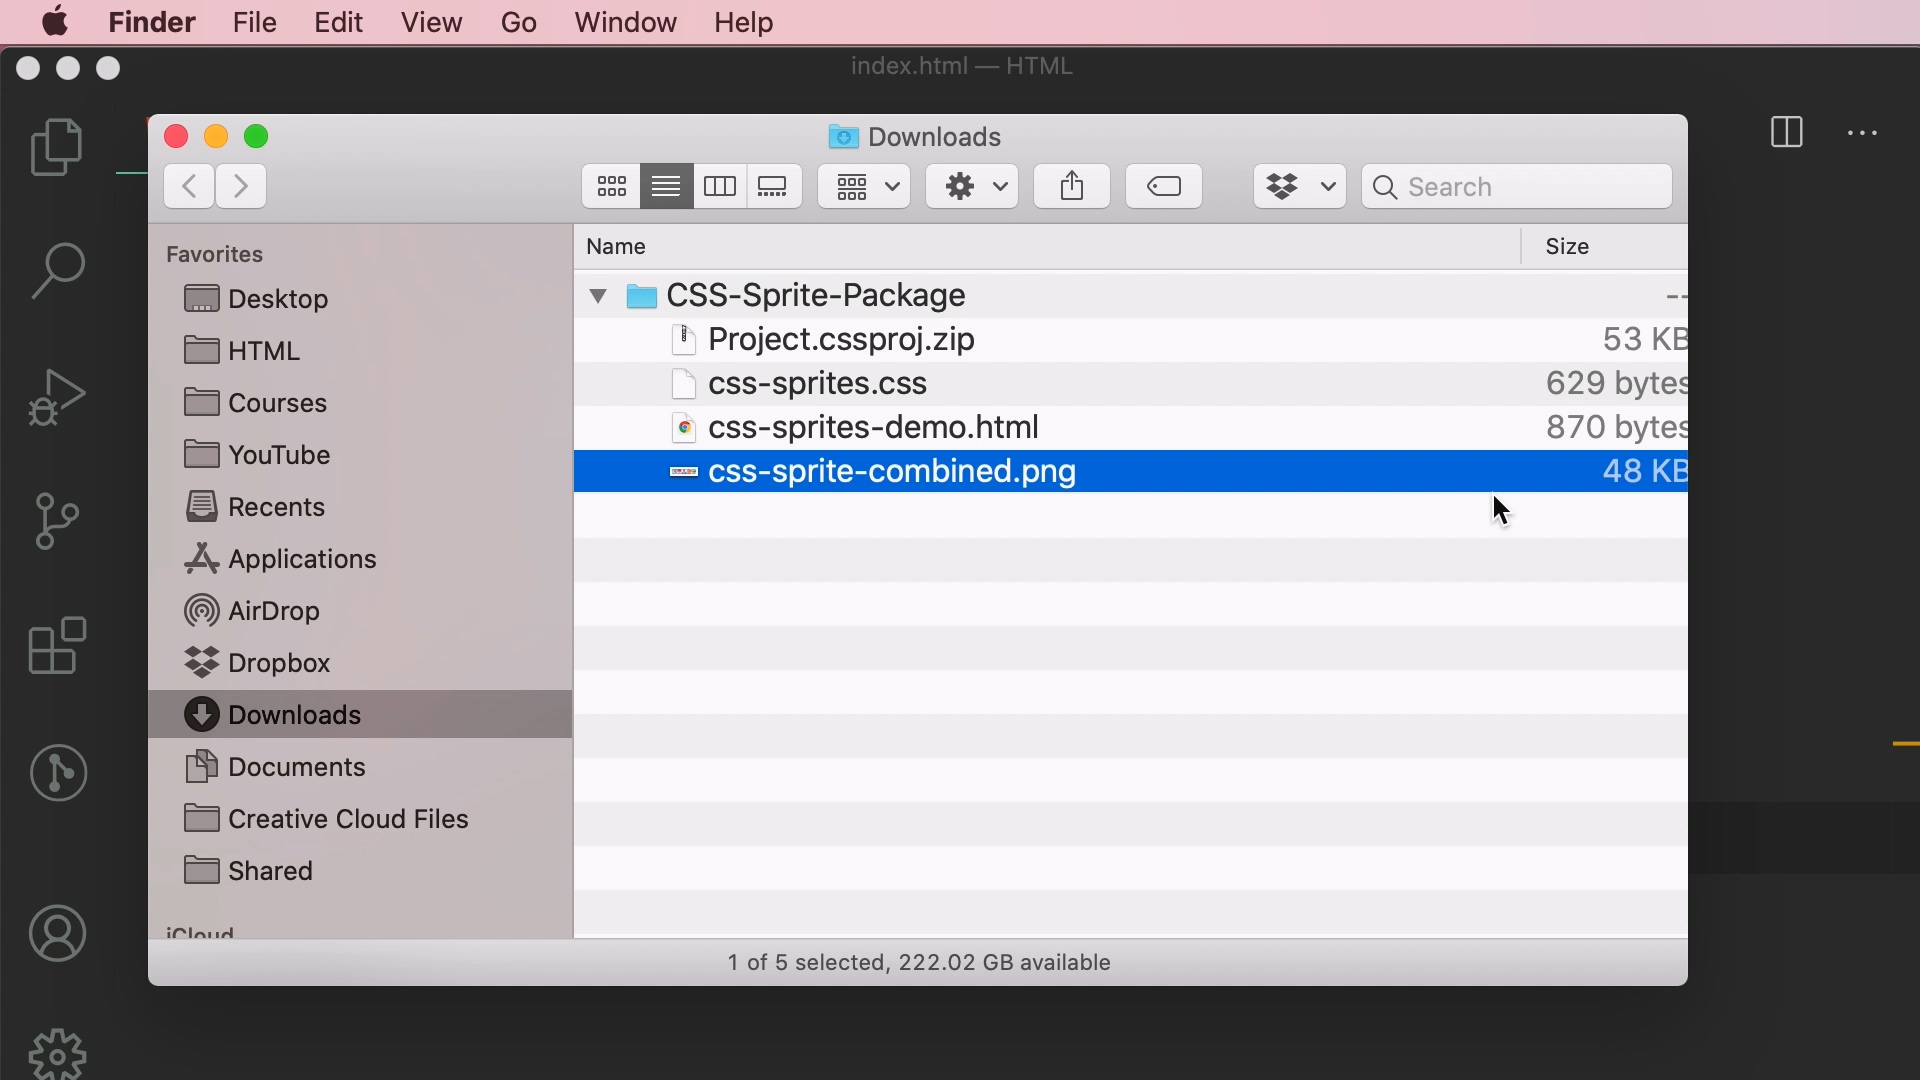 Finder File Edit View Go Window Help
index.html — HTML
Downloads
Search
Favorites
Desktop
HTML
Courses
YouTube
Recents
Applications
AirDrop
Dropbox
Downloads
Documents
Creative Cloud Files
Shared
iCloud
Name Size
CSS-Sprite-Package --
Project.cssproj.zip 53 KB
css-sprites.css 629 bytes
css-sprites-demo.html 870 bytes
css-sprite-combined.png 48 KB
1 of 5 selected, 222.02 GB available